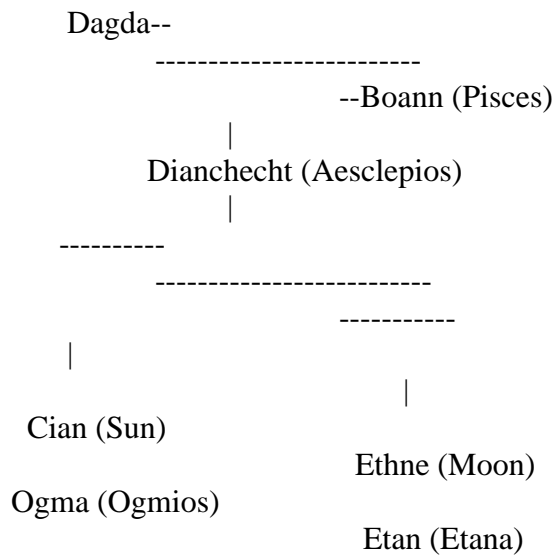 Dagda--
-------------------------
--Boann (Pisces)
|
Dianchecht (Aesclepios)
|
----------
--------------------------
-----------
|
|
Cian (Sun)
Ethne (Moon)
Ogma (Ogmios)
Etan (Etana)